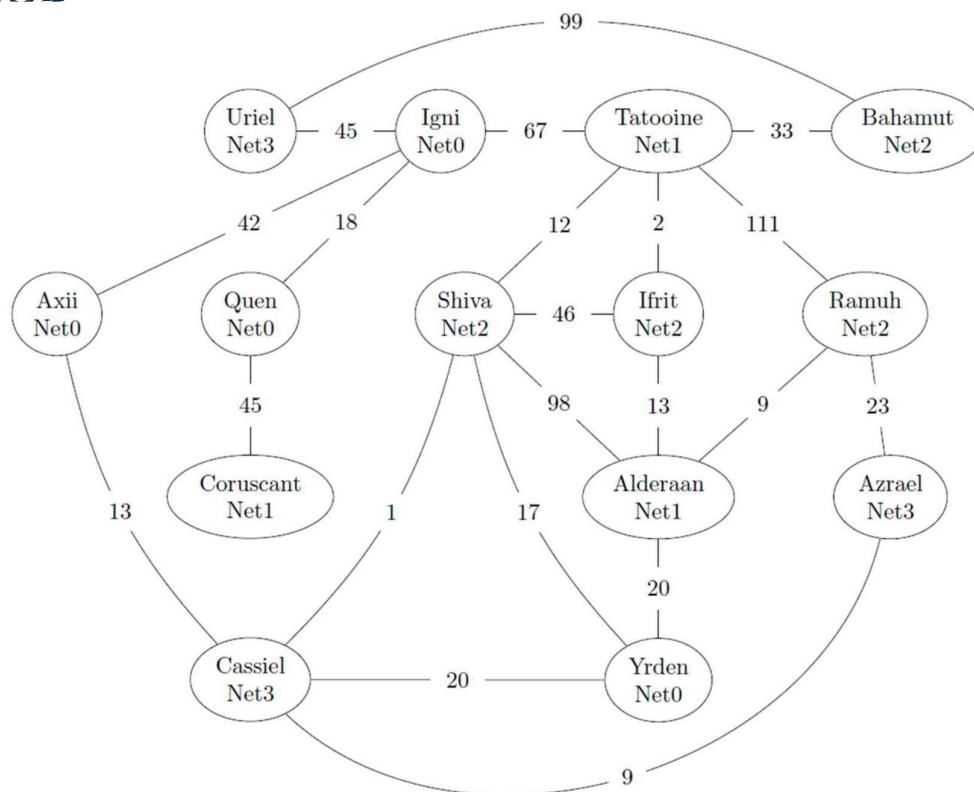 99
Uriel
Net3
45
Igni
Net0
67
Tatooine
Net1
33
Bahamut
Net2
42
18
12
2
111
Axii
Net0
Quen
Net0
Shiva
Net2
46
Ifrit
Net2
Ramuh
Net2
45
98
13
9
23
Coruscant
Net1
Alderaan
Net1
Azrael
Net3
13
1
17
20
Cassiel
Net3
20
Yrden
Net0
9